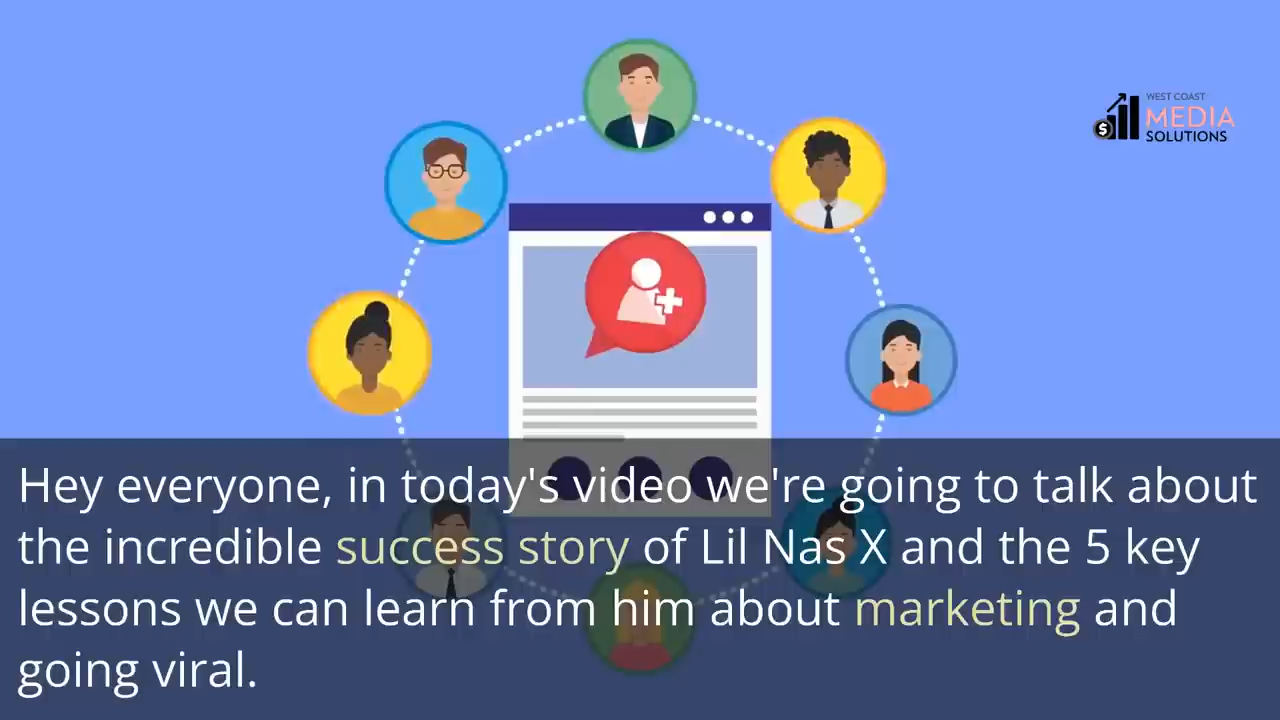 WEST COAST
MEDIA
SOLUTIONS
$
Hey everyone, in today's video we're going to talk about
the incredible success story of Lil Nas X and the 5 key
lessons we can learn from him about marketing and
going viral.